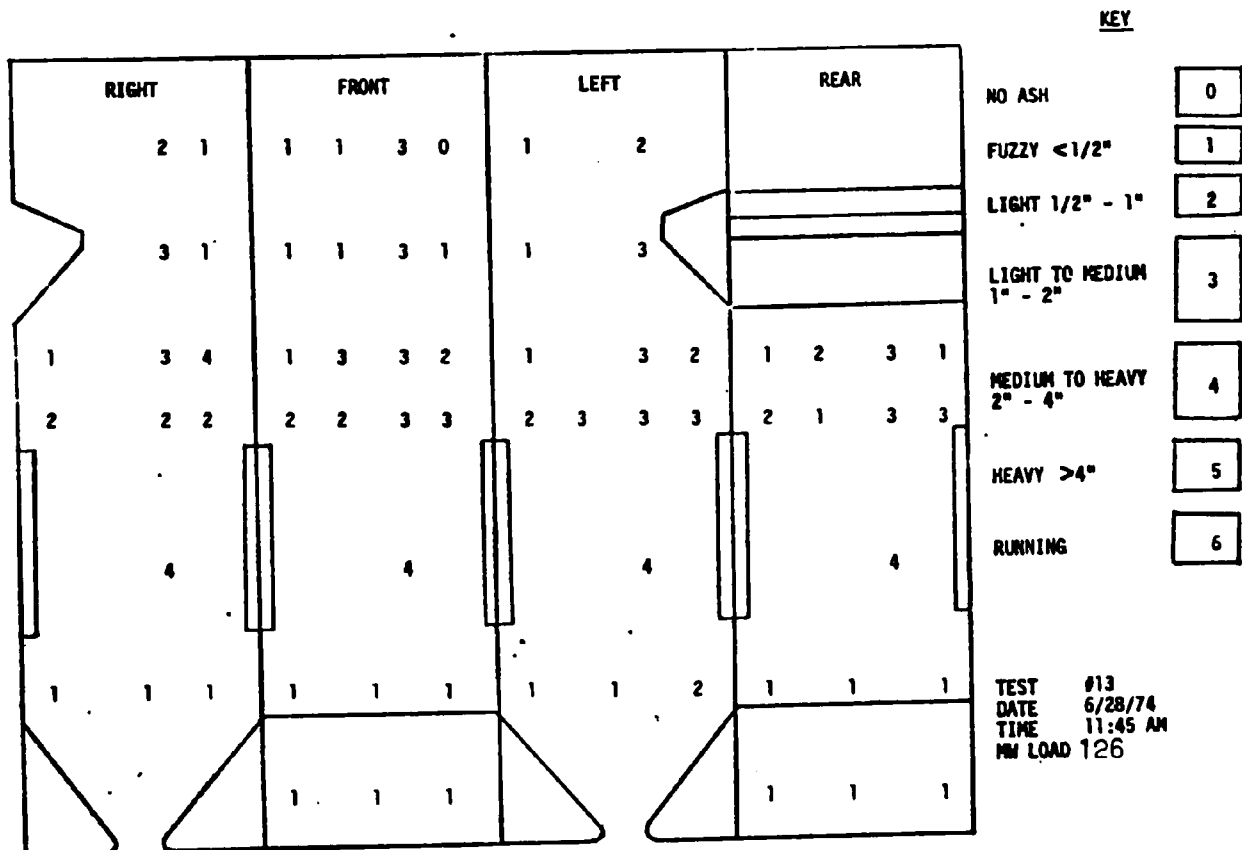 KEY
RIGHT FRONT LEFT REAR
NO ASH 0
2 1 1 1 3 0 1 2
FUZZY <1/2" 1
LIGHT 1/2" - 1" 2
3 1 1 1 3 1 1 3
LIGHT TO MEDIUM
1" - 2" 3
1 3 4 1 3 3 2 1 3 2 1 2 3 1
MEDIUM TO HEAVY
2" - 4" 4
2 2 2 2 2 3 3 2 3 3 3 2 1 3 3
HEAVY >4" 5
RUNNING 6
4 4 4 4
1 1 1 1 1 1 1 1 2 1 1 1
TEST #13
DATE 6/28/74
TIME 11:45 AM
MW LOAD 126
1 1 1 1 1 1